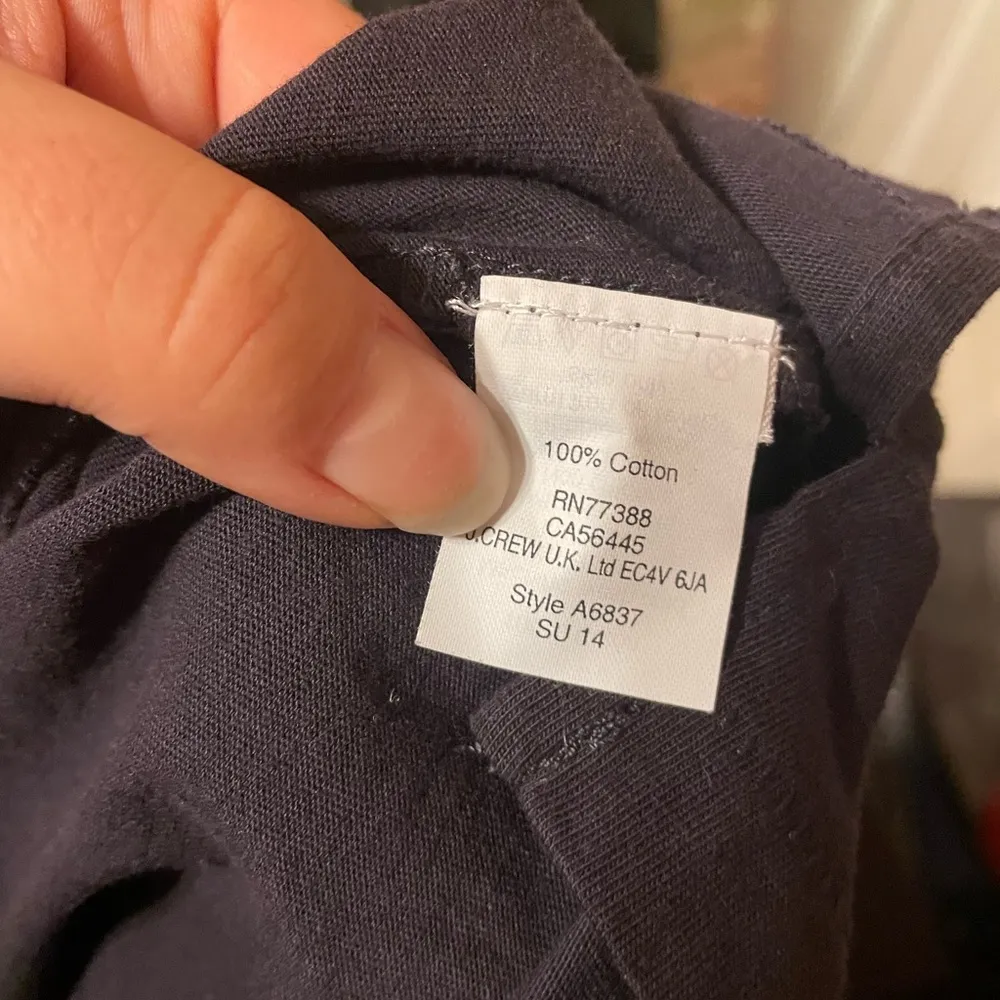 100% Cotton
RN77388
CA56445
J.CREW U.K. Ltd EC4V 6JA
Style A6837
SU 14